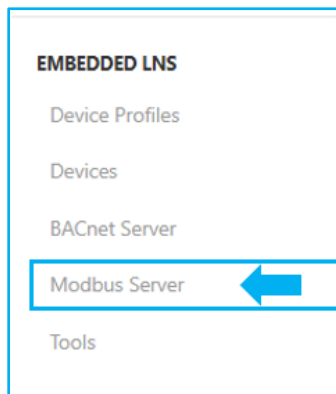 EMBEDDED LNS
Device Profiles
Devices
BACnet Server
Modbus Server
Tools